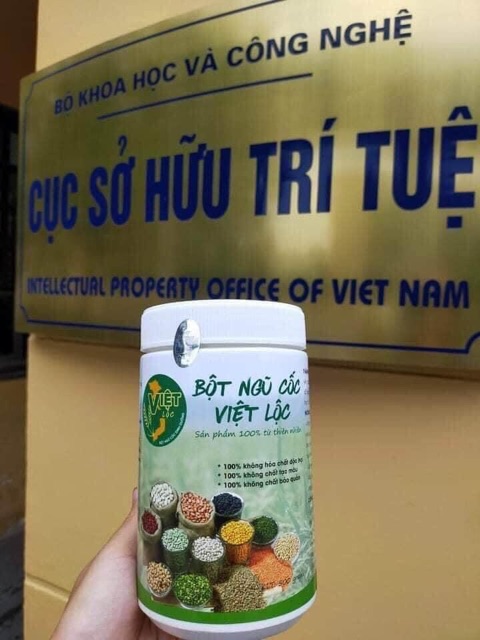 BỘ KHOA HỌC VÀ CÔNG NGHỆ
CỤC SỞ HỮU TRÍ TUỆ
INTELLECTUAL PROPERTY OFFICE OF VIET NAM
VIỆT
LỘC
BỘT NGŨ CỐC
VIỆT LỘC
Sản phẩm 100% từ thiên nhiên
* 100% không hóa chất độc hại
* 100% không chất tạo màu
* 100% không chất bảo quản